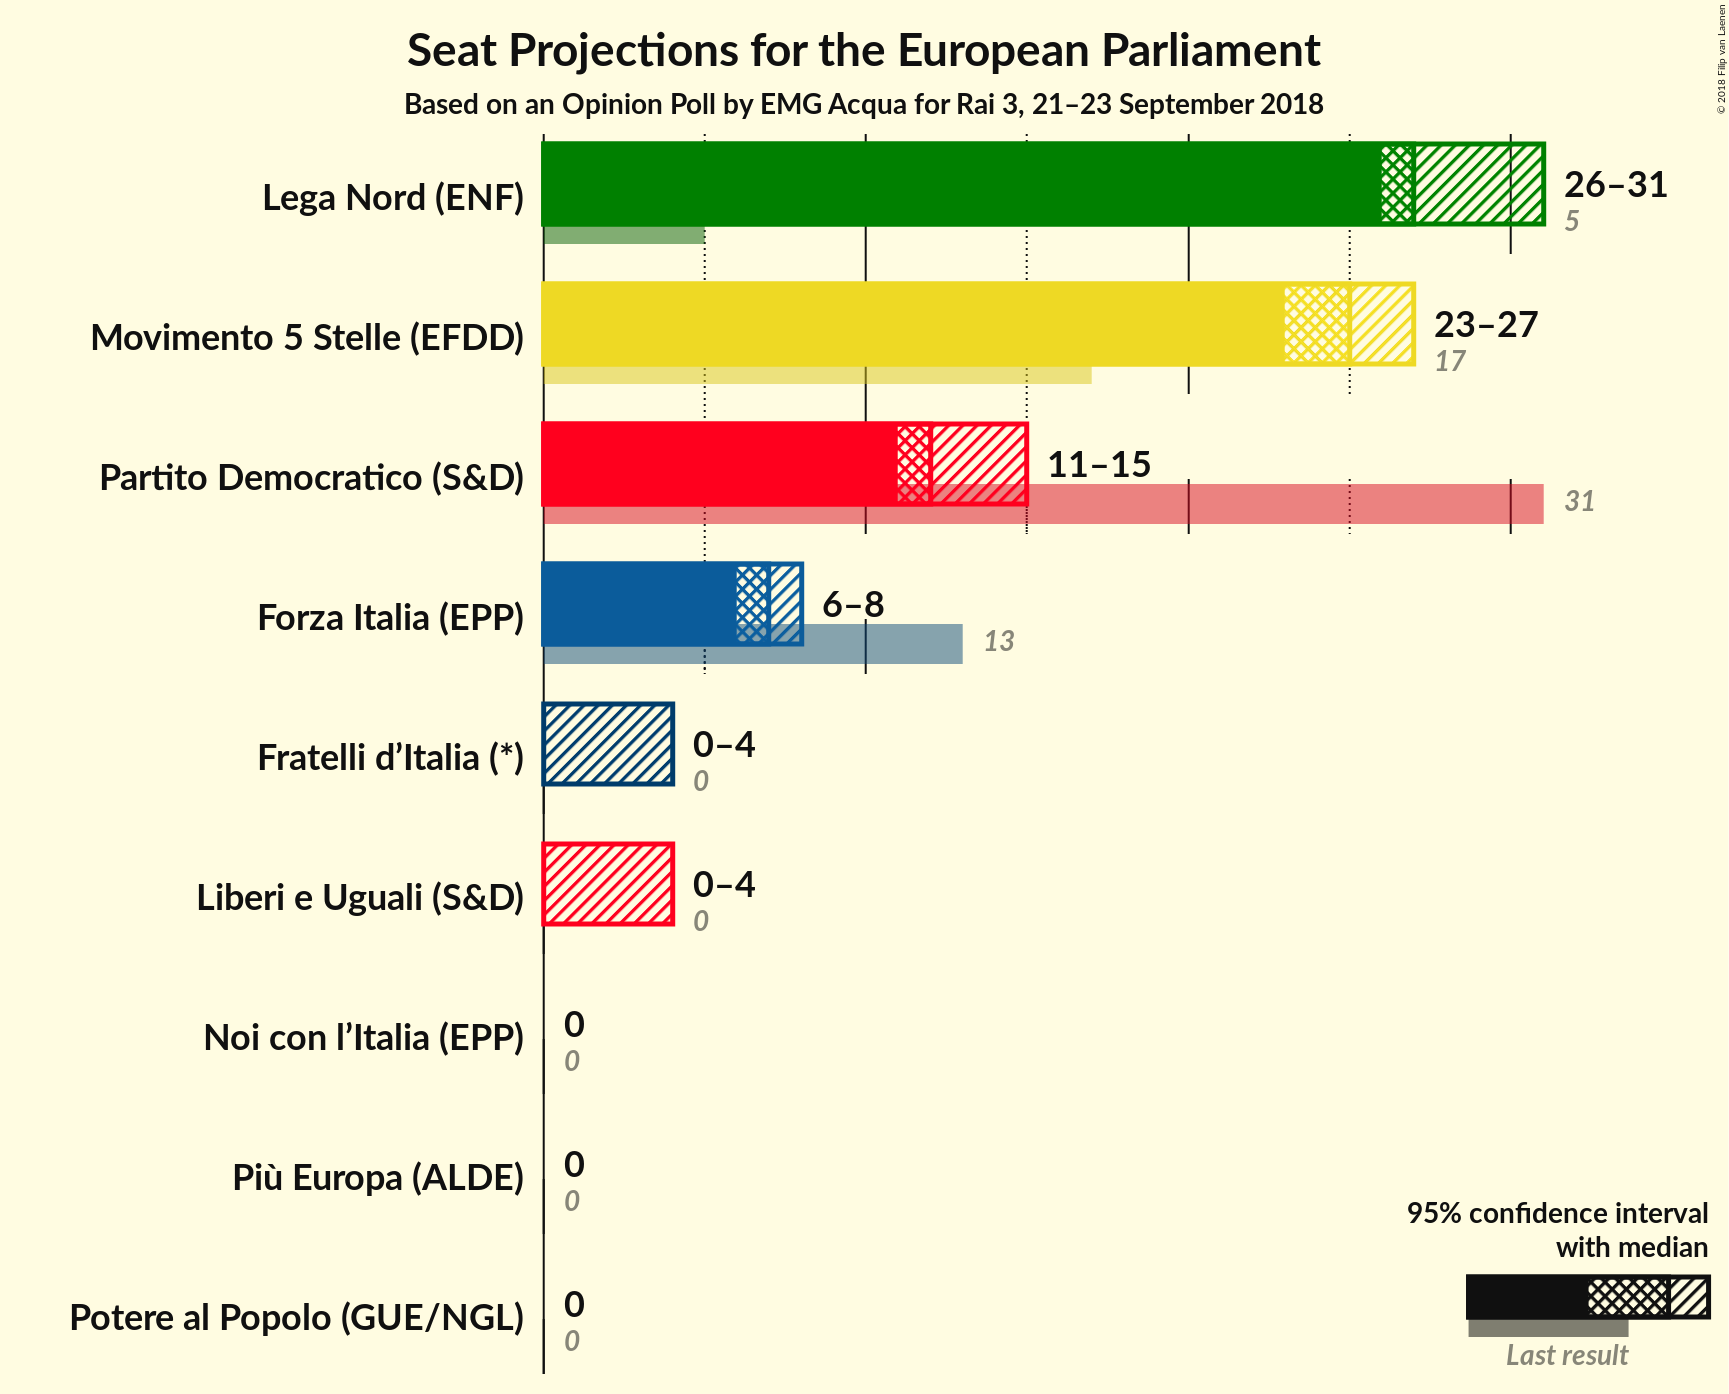 Seat Projections for the European Parliament
Based on an Opinion Poll by EMG Acqua for Rai 3, 21–23 September 2018
© 2018 Filip van Laenen
Lega Nord (ENF)
26–31
5
Movimento 5 Stelle (EFDD)
23–27
17
Partito Democratico (S&D)
11–15
31
Forza Italia (EPP)
6–8
13
Fratelli d’Italia (*)
0–4
0
Liberi e Uguali (S&D)
0–4
0
Noi con l’Italia (EPP)
0
0
Più Europa (ALDE)
0
0
Potere al Popolo (GUE/NGL)
0
0
95% confidence interval
with median
Last result